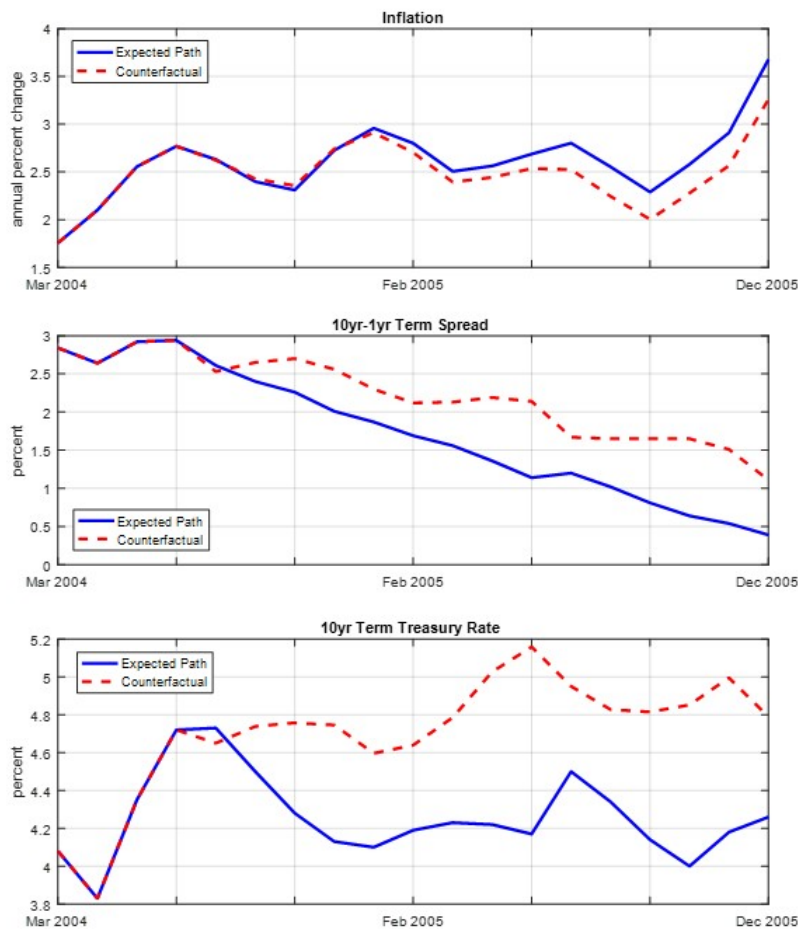 Inflation
4
3.5
3
2.5
2
1.5
annual percent change
Expected Path
Counterfactual
Mar 2004
Feb 2005
Dec 2005
10yr-1yr Term Spread
3
2.5
2
1.5
1
0.5
0
percent
Expected Path
Counterfactual
Mar 2004
Feb 2005
Dec 2005
10yr Term Treasury Rate
5.2
5
4.8
4.6
4.4
4.2
4
3.8
percent
Expected Path
Counterfactual
Mar 2004
Feb 2005
Dec 2005